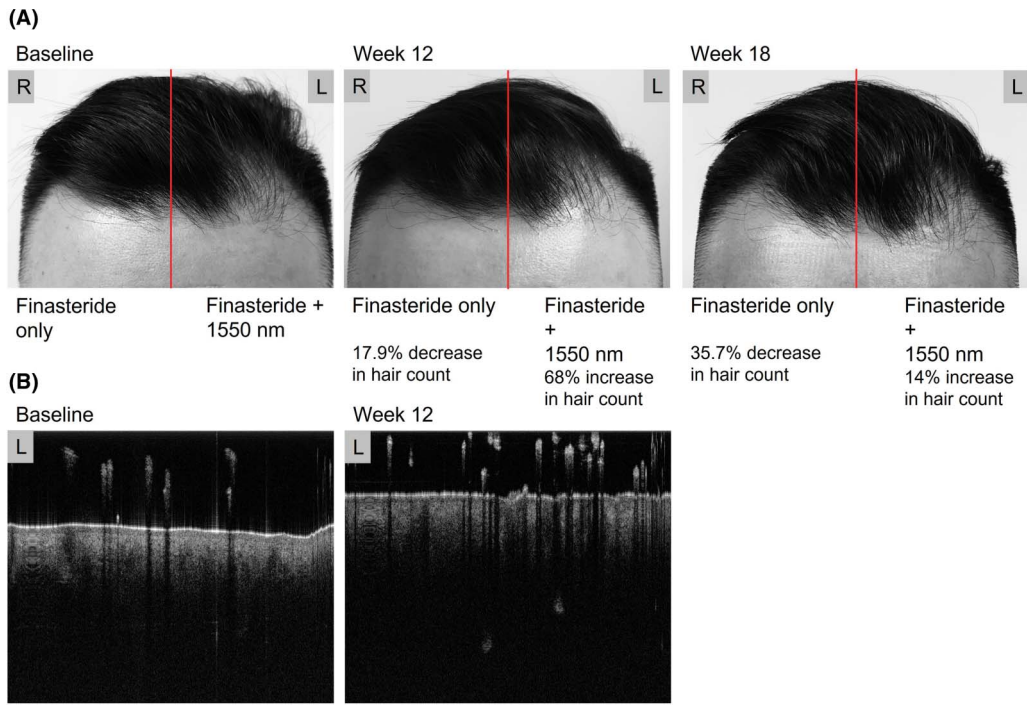 (A)
Baseline
Week 12
Week 18
R
L
R
L
R
L
Finasteride
only
Finasteride +
1550 nm
Finasteride only
17.9% decrease
in hair count
Finasteride
+
1550 nm
68% increase
in hair count
Finasteride only
35.7% decrease
in hair count
Finasteride
+
1550 nm
14% increase
in hair count
(B)
Baseline
Week 12
L
L